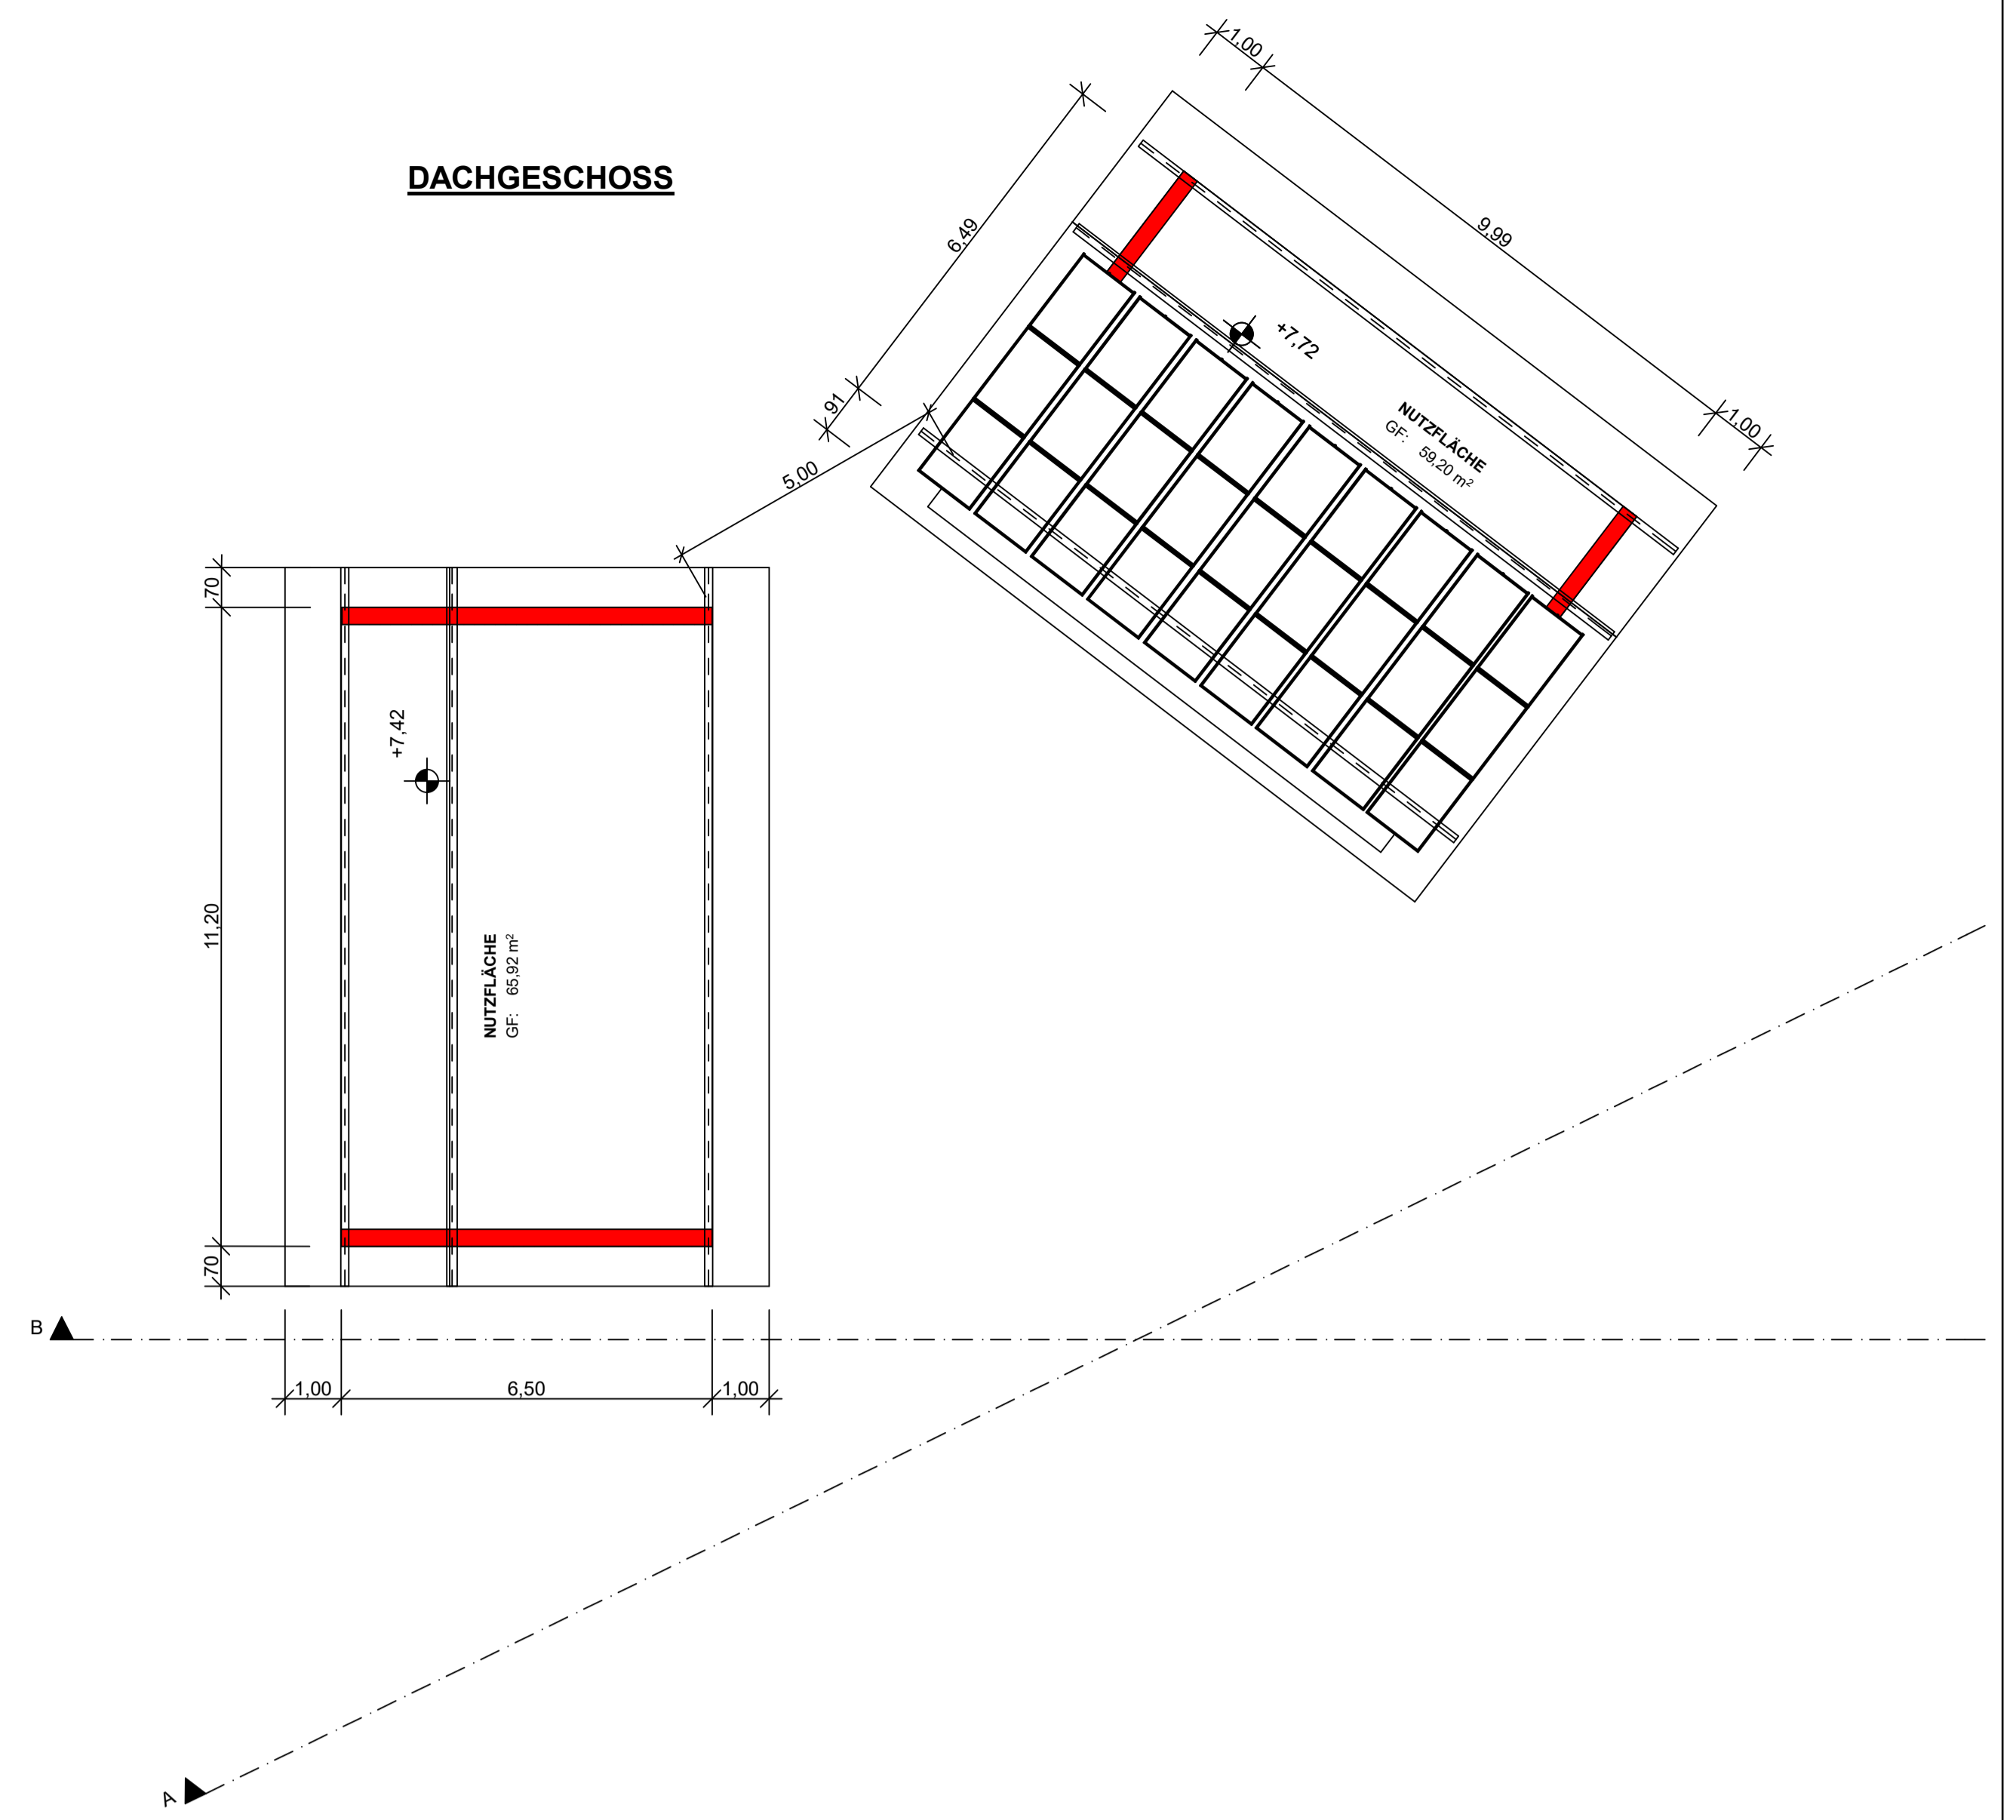 DACHGESCHOSS
1,00
9,99
1,00
6,49
91
5,00
+7,72
NUTZFLÄCHE
GF: 59,20 m²
70
11,20
70
+7,42
NUTZFLÄCHE
GF: 65,92 m²
B
1,00
6,50
1,00
A